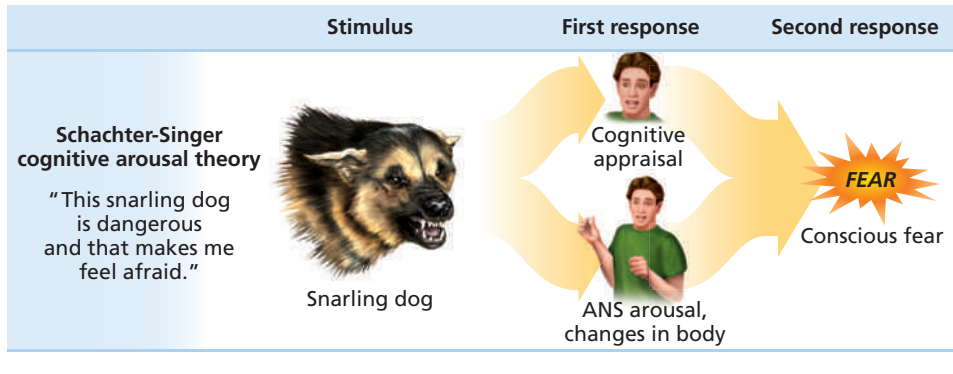 Stimulus
First response
Second response
Schachter-Singer
cognitive arousal theory
“This snarling dog
is dangerous
and that makes me
feel afraid.”
Snarling dog
Cognitive
appraisal
ANS arousal,
changes in body
FEAR
Conscious fear